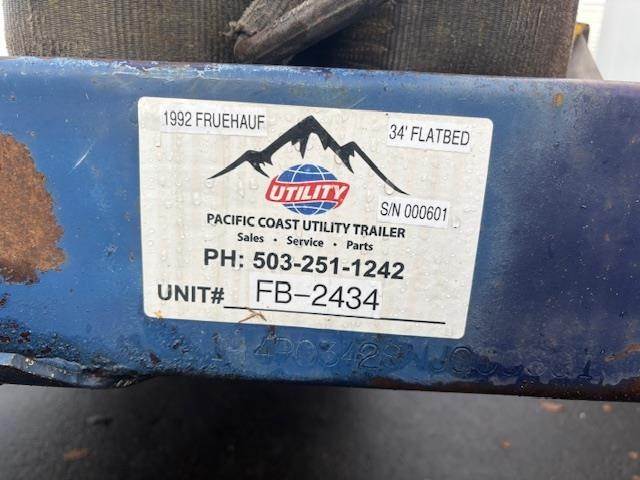 1992 FRUEHAUF
34' FLATBED
UTILITY
S/N 000601
PACIFIC COAST UTILITY TRAILER
Sales • Service • Parts
PH: 503-251-1242
UNIT# FB-2434